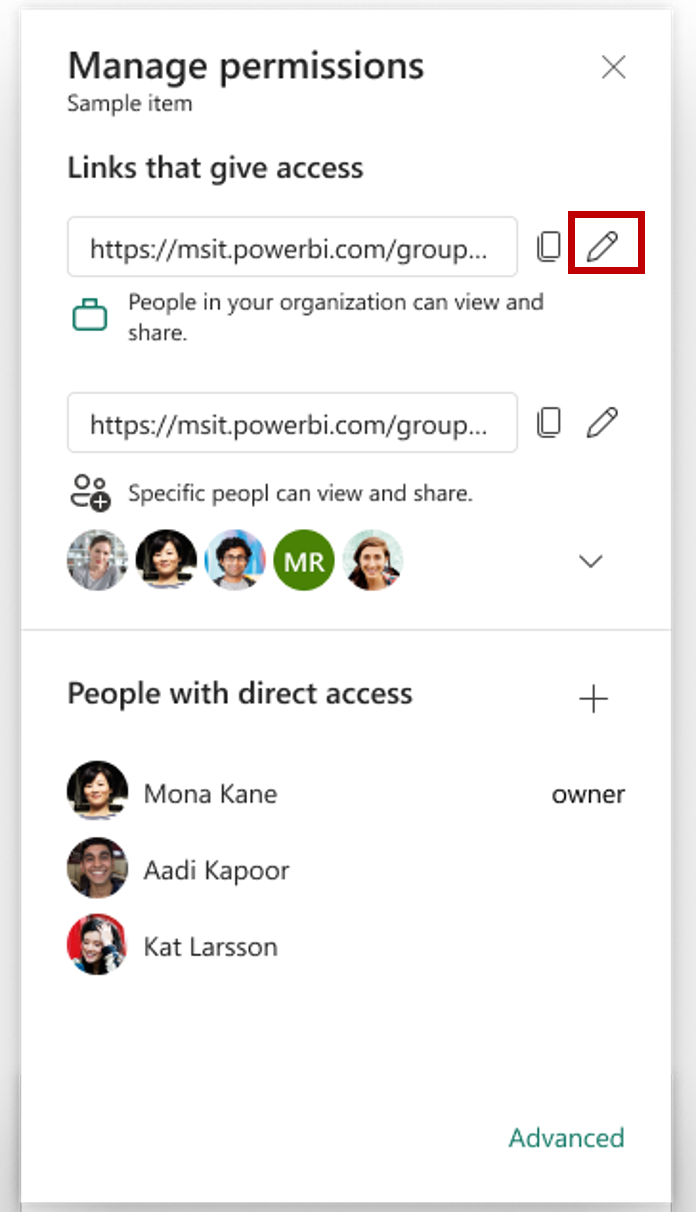 Manage permissions
Sample item
Links that give access
https://msit.powerbi.com/group...
People in your organization can view and
share.
https://msit.powerbi.com/group...
Specific peopl can view and share.
MR
People with direct access
Mona Kane owner
Aadi Kapoor
Kat Larsson
Advanced